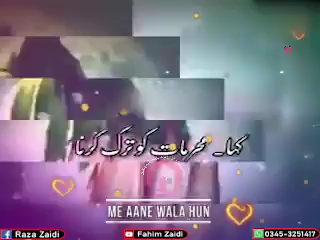 کہا۔ محرمات کو ترک کرنا
ME AANE WALA HUN
Raza Zaidi
Fahim Zaidi
0345-3251417